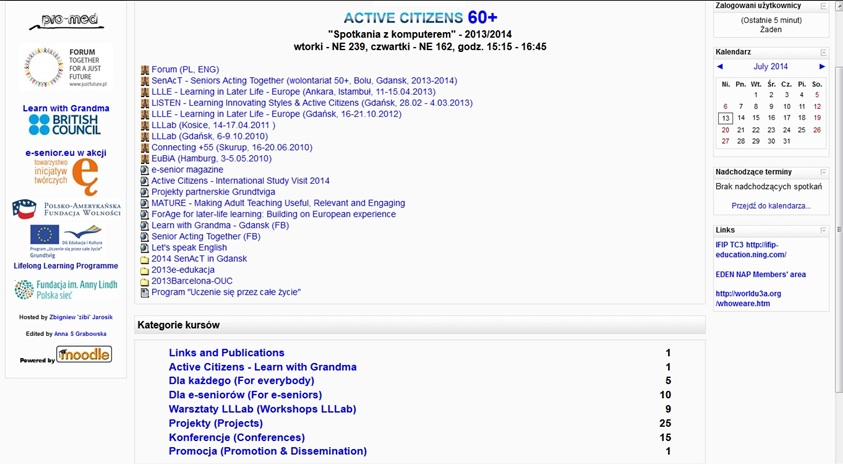 pro-med
FORUM
TOGETHER
FOR A JUST
FUTURE
www.justfuture.pl
Learn with Grandma
BRITISH
COUNCIL
e-senior.eu w akcji
towarzystwo
inicjatyw
twórczych
e
POLSKO-AMERYKAŃSKA
FUNDACJA WOLNOŚCI
DG Edukacja i Kultura
Program „Uczenie się przez całe życie”
Grundtvig
Lifelong Learning Programme
Fundacja im. Anny Lindh
Polska sieć
Hosted by Zbigniew 'zibi' Jarosik
Edited by Anna S Grabowska
Powered by moodle
ACTIVE CITIZENS 60+
"Spotkania z komputerem" - 2013/2014
wtorki - NE 239, czwartki - NE 162, godz. 15:15 - 16:45
Forum (PL, ENG)
SenAcT - Seniors Acting Together (wolontariat 50+, Bolu, Gdansk, 2013-2014)
LLLE - Learning in Later Life - Europe (Ankara, Istambuł, 11-15.04.2013)
LISTEN - Learning Innovating Styles & Active Citizens (Gdańsk, 28.02 - 4.03.2013)
LLLE - Learning in Later Life - Europe (Gdańsk, 16-21.10.2012)
LLLab (Kosice, 14-17.04.2011 )
LLLab (Gdańsk, 6-9.10.2010)
Connecting +55 (Skurup, 16-20.06.2010)
EuBiA (Hamburg, 3-5.05.2010)
e-senior magazine
Active Citizens - International Study Visit 2014
Projekty partnerskie Grundtviga
MATURE - Making Adult Teaching Useful, Relevant and Engaging
ForAge for later-life learning: Building on European experience
Learn with Grandma - Gdańsk (FB)
Senior Acting Together (FB)
Let's speak English
2014 SenACT in Gdansk
2013e-edukacja
2013Barcelona-OUC
Program "Uczenie się przez całe życie"
Kategorie kursów
Links and Publications 1
Active Citizens - Learn with Grandma 1
Dla każdego (For everybody) 5
Dla e-seniorów (For e-seniors) 10
Warsztaty LLLab (Workshops LLLab) 9
Projekty (Projects) 25
Konferencje (Conferences) 15
Promocja (Promotion & Dissemination) 1
Zalogowani użytkownicy
(Ostatnie 5 minut)
Żaden
Kalendarz
◄ July 2014 ►
Ni. Pn. Wt. Śr. Cz. Pi. So.
1 2 3 4 5
6 7 8 9 10 11 12
13 14 15 16 17 18 19
20 21 22 23 24 25 26
27 28 29 30 31
Nadchodzące terminy
Brak nadchodzących spotkań
Przejdź do kalendarza...
Links
IFIP TC3 http://ifip-
education.ning.com/
EDEN NAP Members' area
http://worldu3a.org
/whoweare.htm